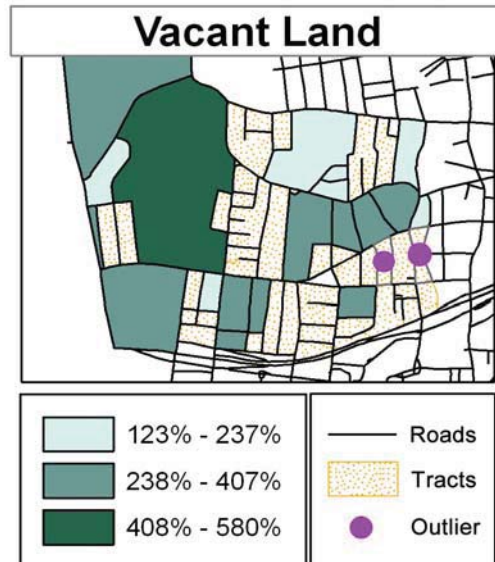 Vacant Land
123% - 237%
238% - 407%
408% - 580%
Roads
Tracts
Outlier